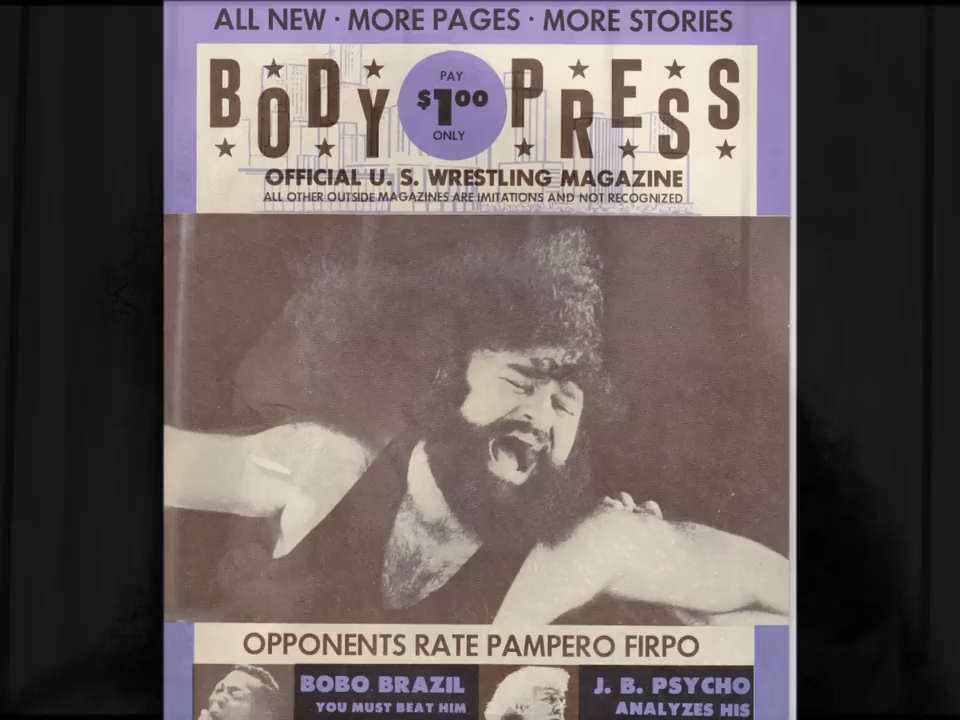 ALL NEW · MORE PAGES · MORE STORIES
BODY PRESS
PAY
$1.00
ONLY
OFFICIAL U. S. WRESTLING MAGAZINE
ALL OTHER OUTSIDE MAGAZINES ARE IMITATIONS AND NOT RECOGNIZED
OPPONENTS RATE PAMPERO FIRPO
BOBO BRAZIL
YOU MUST BEAT HIM
J. B. PSYCHO
ANALYZES HIS